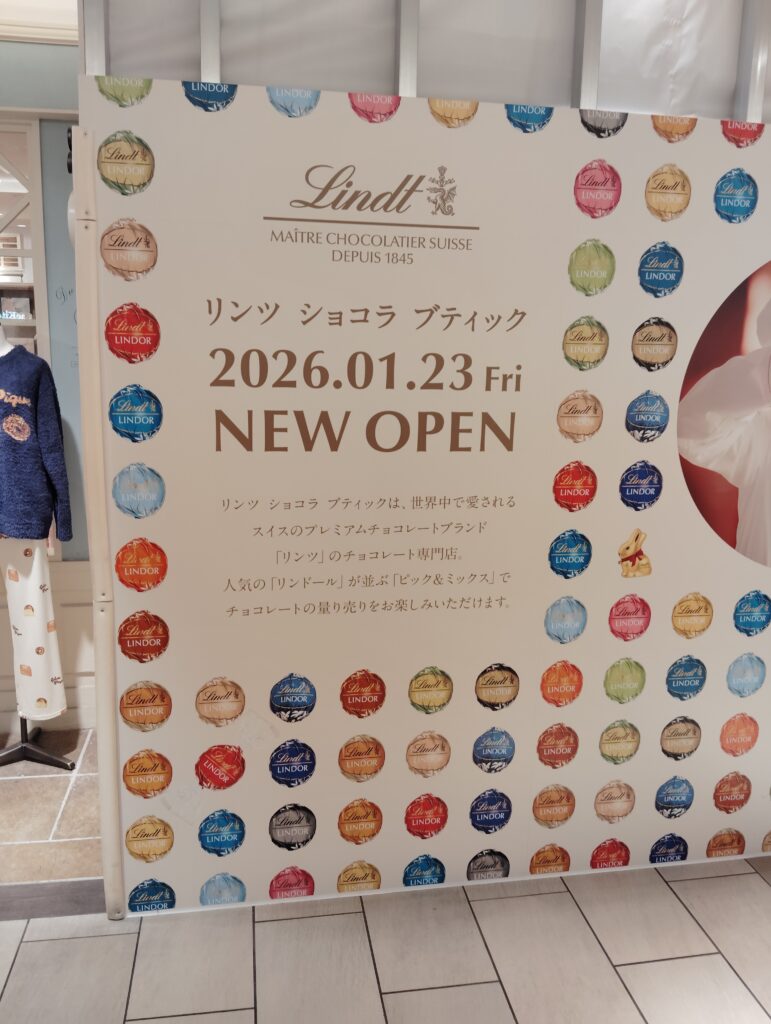 Lindt
MAÎTRE CHOCOLATIER SUISSE
DEPUIS 1845
リンツ ショコラ ブティック
2026.01.23 Fri
NEW OPEN
リンツ ショコラ ブティックは、世界中で愛される
スイスのプレミアムチョコレートブランド
「リンツ」のチョコレート専門店。
人気の「リンドール」が並ぶ「ピック&ミックス」で
チョコレートの量り売りをお楽しみいただけます。
Lindt
LINDOR